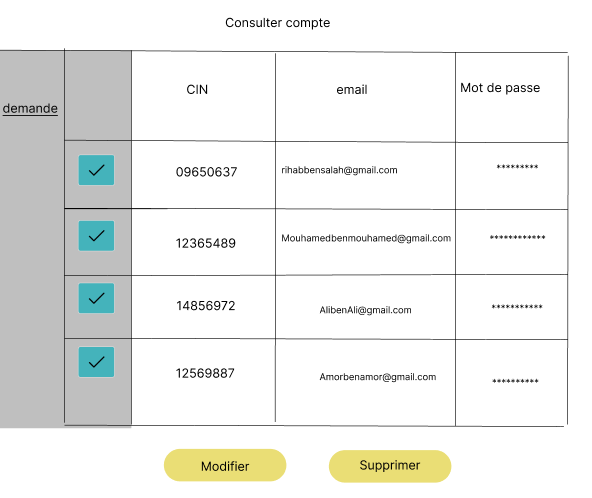 Consulter compte
demande
CIN email Mot de passe
09650637 rihabbensalah@gmail.com *********
12365489 Mouhamedbenmouhamed@gmail.com ************
14856972 AlibenAli@gmail.com ***********
12569887 Amorbenamor@gmail.com **********
Modifier Supprimer